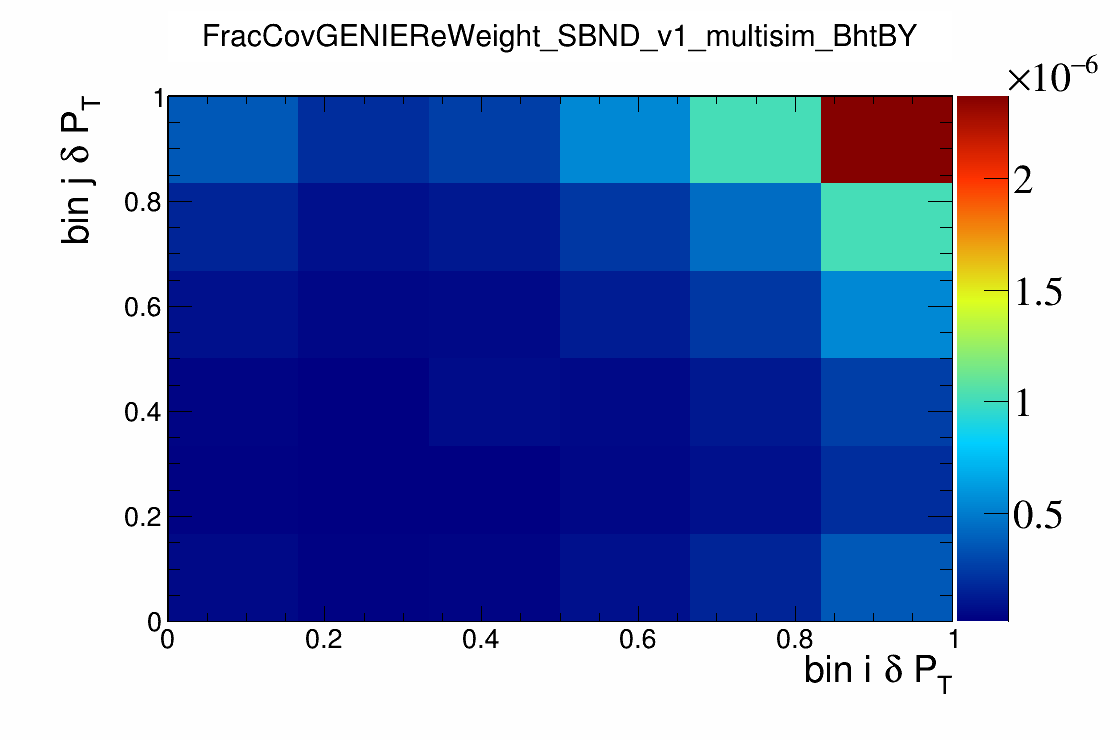 FracCovGENIEReWeight_SBND_v1_multisim_BhtBY
×10⁻⁶
bin j δ P_T
1
0.8
0.6
0.4
0.2
0
2
1.5
1
0.5
0 0.2 0.4 0.6 0.8 1
bin i δ P_T